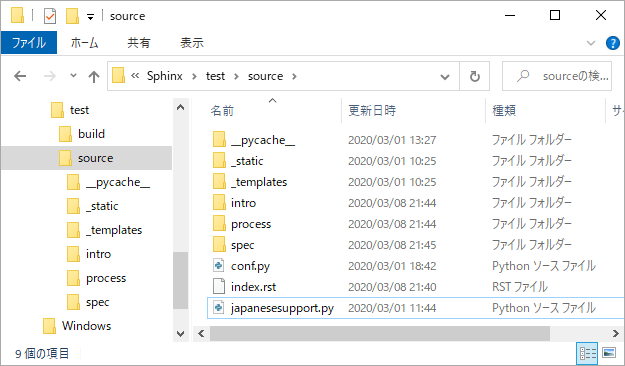 source
ファイル ホーム 共有 表示
« Sphinx › test › source › sourceの検...
test
build
source
__pycache__
_static
_templates
intro
process
spec
Windows
名前 更新日時 種類 サ
__pycache__ 2020/03/01 13:27 ファイル フォルダー
_static 2020/03/01 10:25 ファイル フォルダー
_templates 2020/03/01 10:25 ファイル フォルダー
intro 2020/03/08 21:44 ファイル フォルダー
process 2020/03/08 21:44 ファイル フォルダー
spec 2020/03/08 21:45 ファイル フォルダー
conf.py 2020/03/01 18:42 Python ソース ファイル
index.rst 2020/03/08 21:40 RST ファイル
japanesesupport.py 2020/03/01 11:44 Python ソース ファイル
9 個の項目